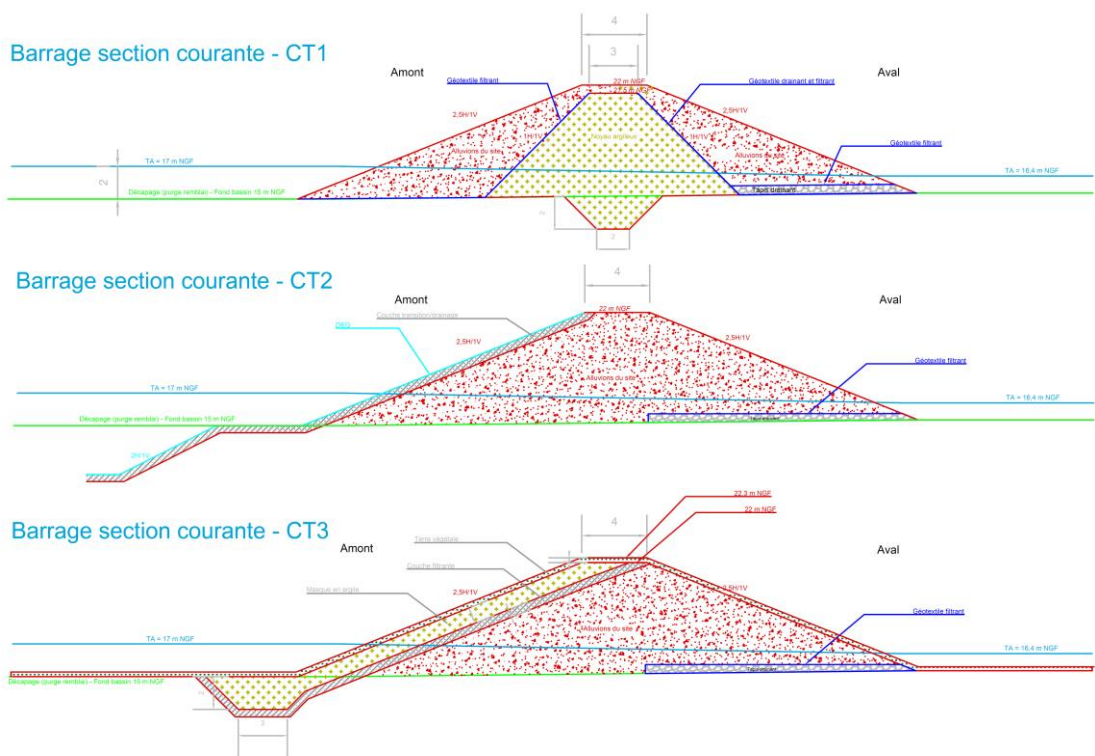 Barrage section courante - CT1
4
3
Amont
Aval
22 m NGF
Géotextile filtrant
Géotextile drainant et filtrant
2,5H/1V
2,5H/1V
Noyau argileux
1H/1V
1H/1V
Alluvions du site
Alluvions du site
Géotextile filtrant
TA = 17 m NGF
TA = 16,4 m NGF
2
Décapage (purge remblai) - Fond bassin 15 m NGF
Tapis drainant
2
Barrage section courante - CT2
4
Amont
Aval
22 m NGF
Couche transition/drainage
2,5H/1V
2,5H/1V
Géotextile filtrant
Alluvions du site
TA = 17 m NGF
TA = 16,4 m NGF
Décapage (purge remblai) - Fond bassin 15 m NGF
2H/1V
Barrage section courante - CT3
22,3 m NGF
22 m NGF
4
Amont
Aval
Terre végétale
Couche filtrante
Masque en argile
2,5H/1V
2,5H/1V
Géotextile filtrant
Alluvions du site
TA = 17 m NGF
TA = 16,4 m NGF
Décapage (purge remblai) - Fond bassin 15 m NGF
2
3